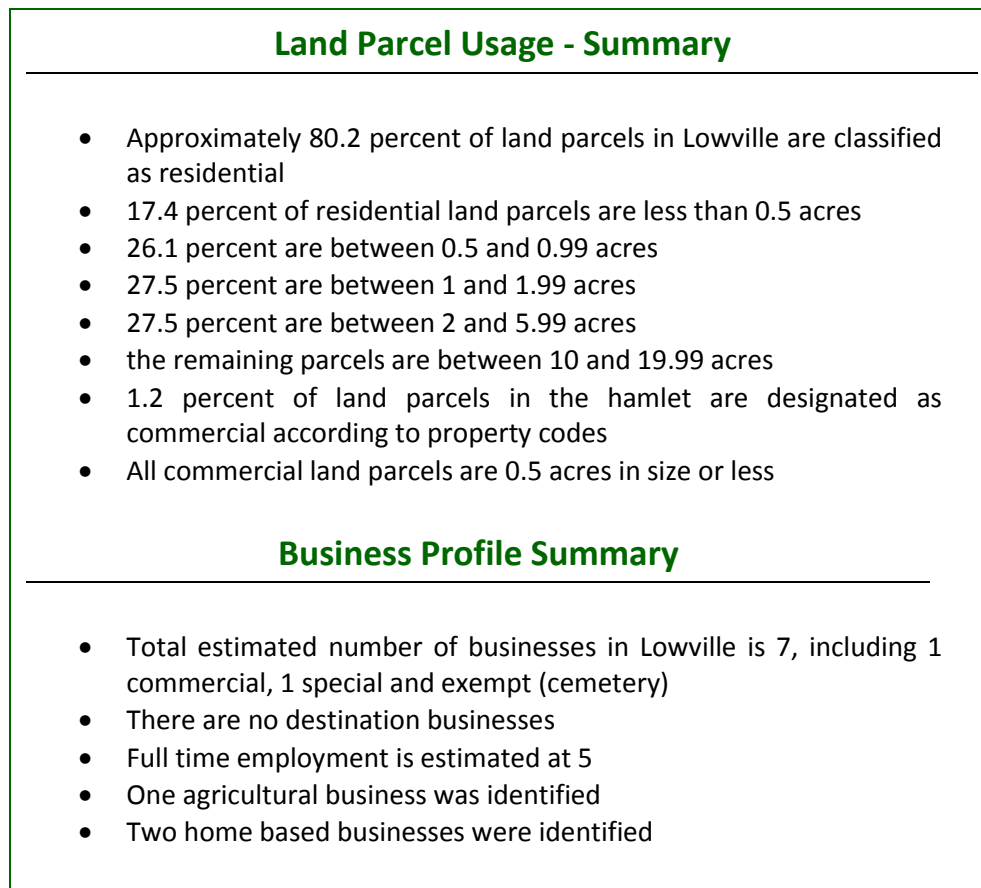 Land Parcel Usage - Summary
• Approximately 80.2 percent of land parcels in Lowville are classified
as residential
• 17.4 percent of residential land parcels are less than 0.5 acres
• 26.1 percent are between 0.5 and 0.99 acres
• 27.5 percent are between 1 and 1.99 acres
• 27.5 percent are between 2 and 5.99 acres
• the remaining parcels are between 10 and 19.99 acres
• 1.2 percent of land parcels in the hamlet are designated as
commercial according to property codes
• All commercial land parcels are 0.5 acres in size or less
Business Profile Summary
• Total estimated number of businesses in Lowville is 7, including 1
commercial, 1 special and exempt (cemetery)
• There are no destination businesses
• Full time employment is estimated at 5
• One agricultural business was identified
• Two home based businesses were identified